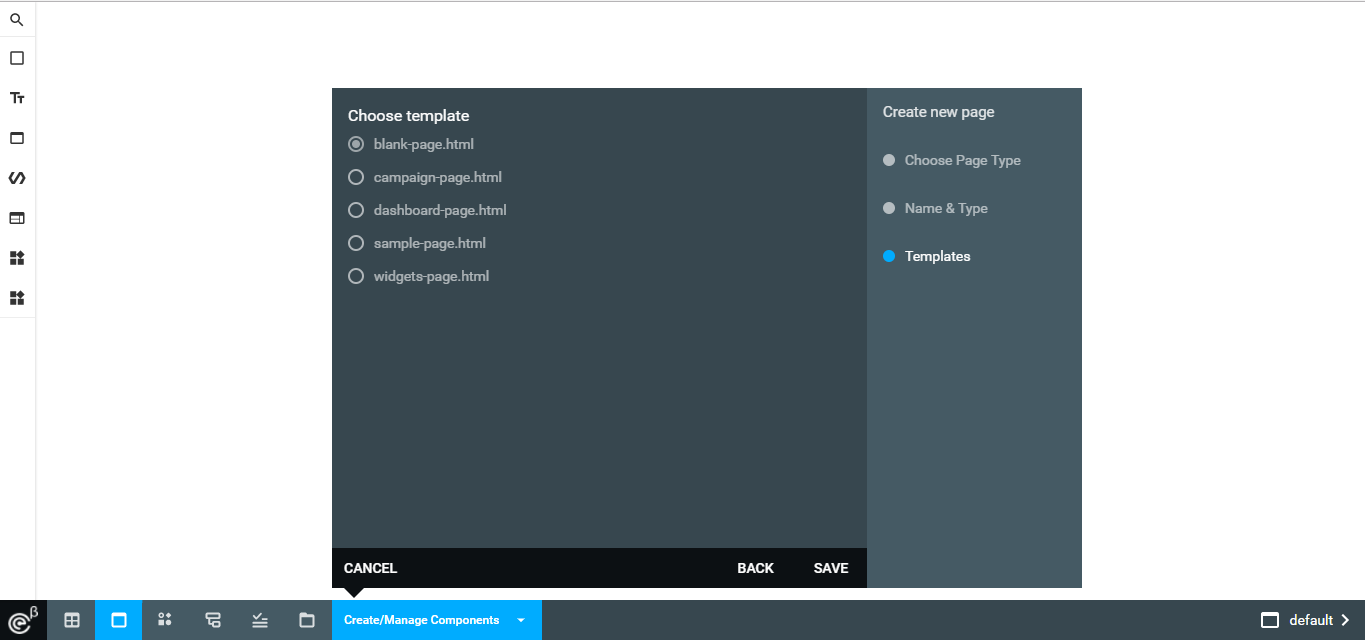 Tт
Choose template
blank-page.html
campaign-page.html
dashboard-page.html
sample-page.html
widgets-page.html
CANCEL
BACK
SAVE
Create new page
Choose Page Type
Name & Type
Templates
e β
Create/Manage Components
default